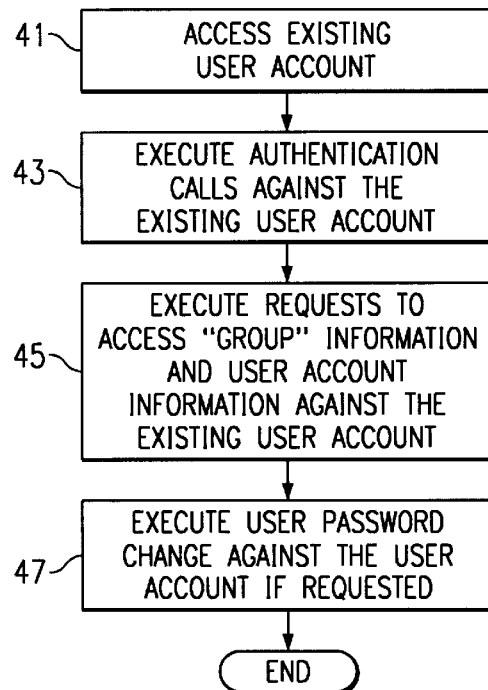 41
ACCESS EXISTING
USER ACCOUNT
43
EXECUTE AUTHENTICATION
CALLS AGAINST THE
EXISTING USER ACCOUNT
45
EXECUTE REQUESTS TO
ACCESS "GROUP" INFORMATION
AND USER ACCOUNT
INFORMATION AGAINST THE
EXISTING USER ACCOUNT
47
EXECUTE USER PASSWORD
CHANGE AGAINST THE USER
ACCOUNT IF REQUESTED
END